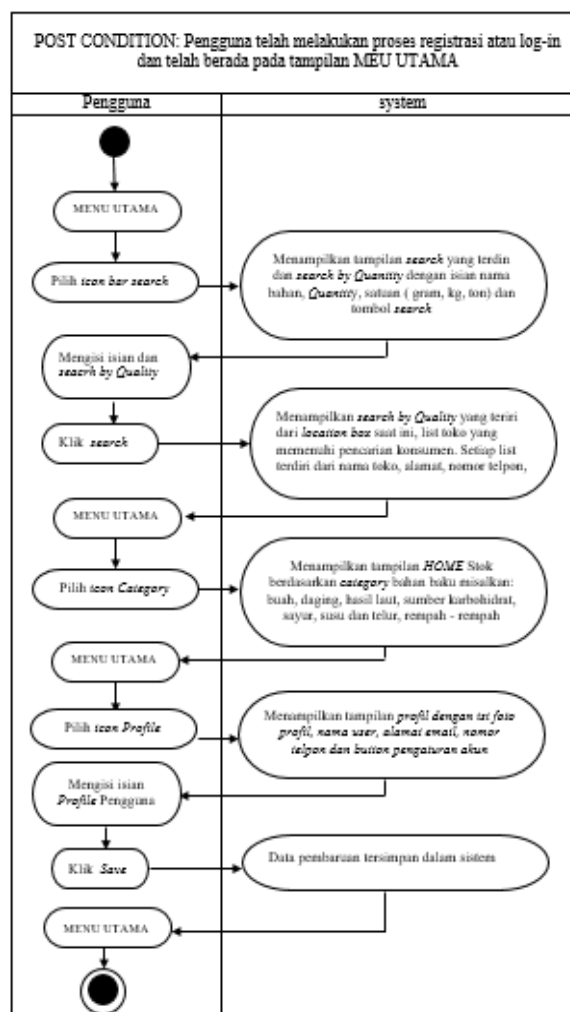 POST CONDITION: Pengguna telah melakukan proses registrasi atau log-in
dan telah berada pada tampilan MEU UTAMA
Pengguna
system
MENU UTAMA
Pilih icon bar search
Menampilkan tampilan search yang terdin
dan search by Quantity dengan isian nama
bahan, Quantity, satuan ( gram, kg, ton) dan
tombol search
Mengisi isian dan
seacrh by Quality
Klik search
Menampilkan search by Quality yang teriri
dari location box saat ini, list toko yang
memenuhi pencarian konsumen. Setiap list
terdiri dari nama toko, alamat, nomor telpon,
MENU UTAMA
Pilih icon Category
Menampilkan tampilan HOME Stok
berdasarkan category bahan baku misalkan:
buah, daging, hasil laut, sumber karbohidrat,
sayur, susu dan telur, rempah - rempah
MENU UTAMA
Pilih icon Profile
Menampilkan tampilan profil dengan isi foto
profil, nama user, alamat email, nomor
telpon dan button pengaturan akun
Mengisi isian
Profile Pengguna
Klik Save
Data pembaruan tersimpan dalam sistem
MENU UTAMA